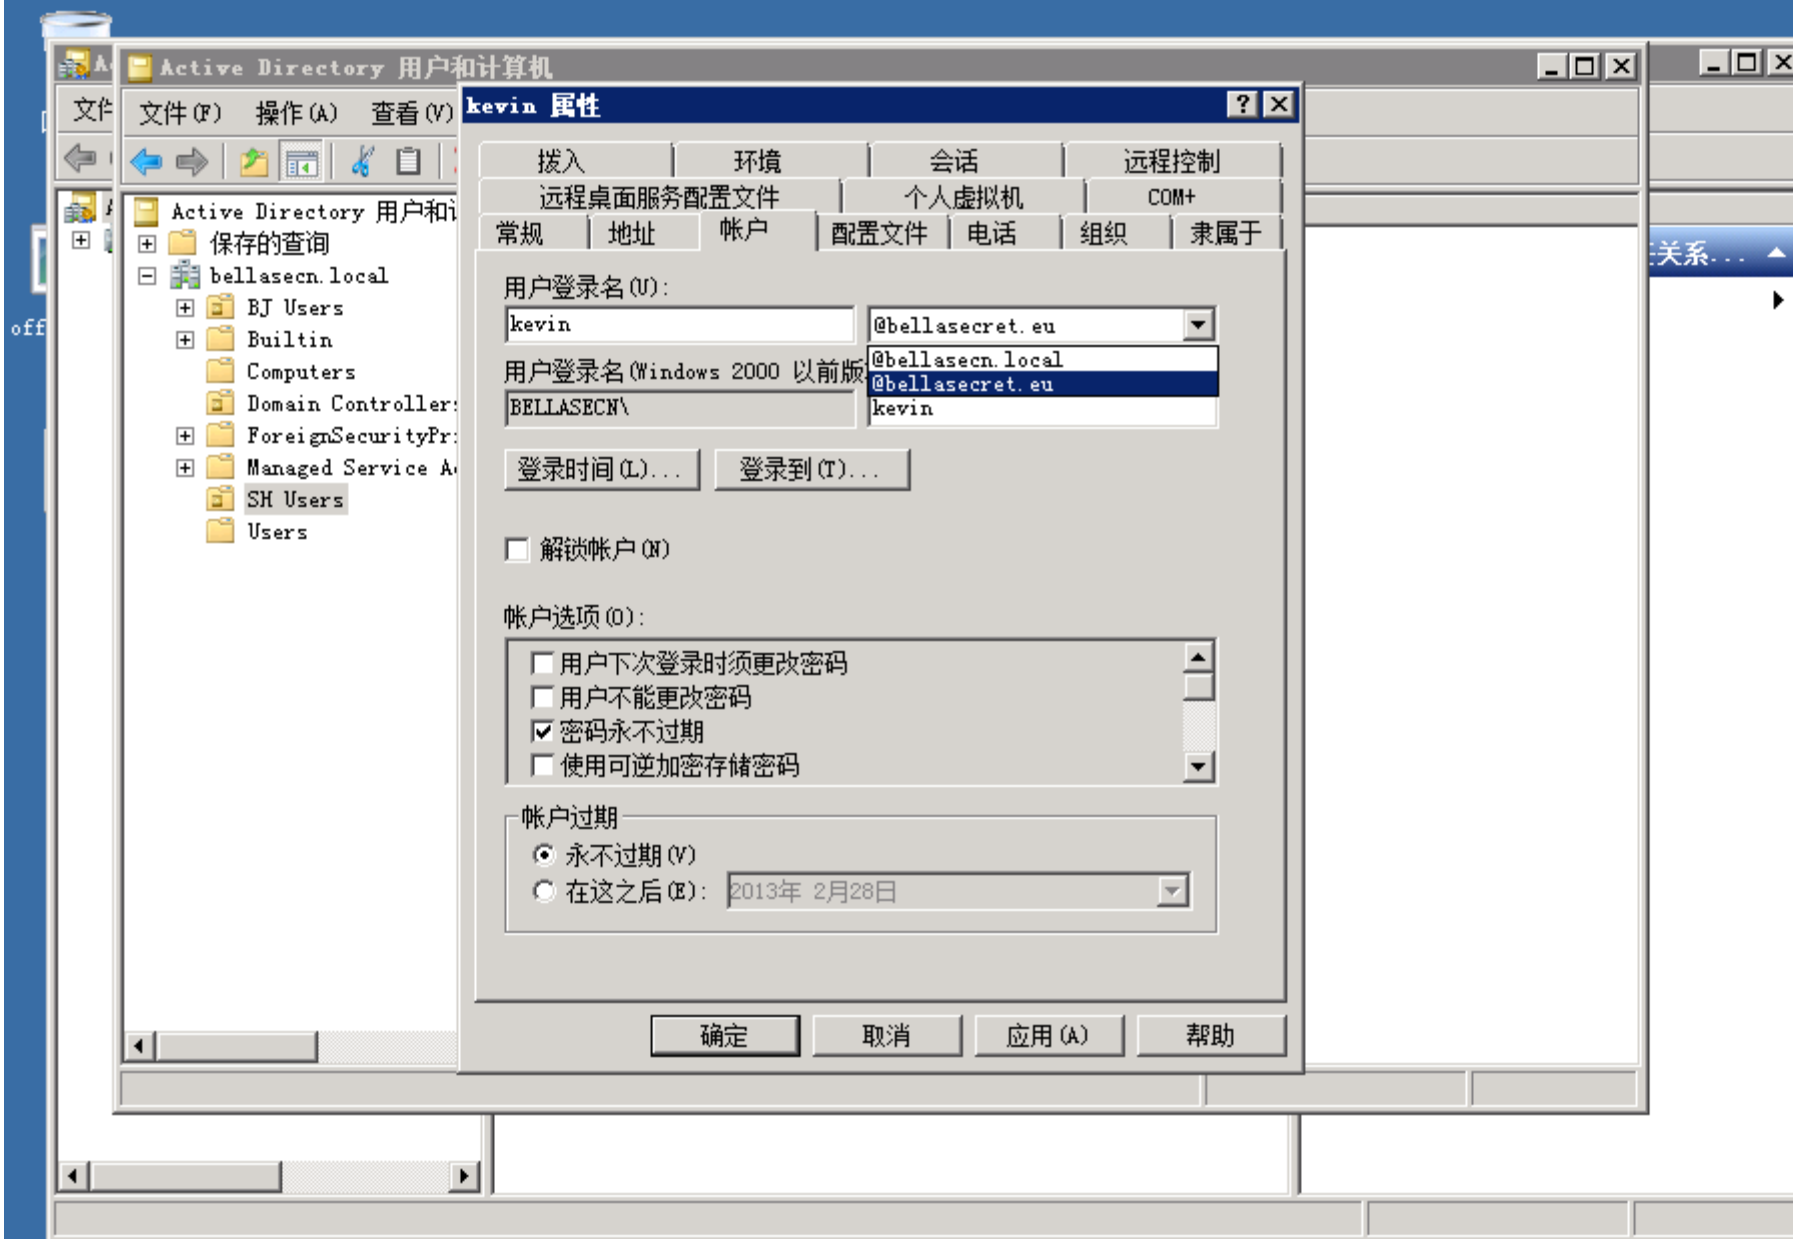 Active Directory 用户和计算机
文件(F) 操作(A) 查看(V)
文件
kevin 属性
拨入 环境 会话 远程控制
远程桌面服务配置文件 个人虚拟机 COM+
常规 地址 帐户 配置文件 电话 组织 隶属于
Active Directory 用户和计
保存的查询
bellasecn.local
BJ Users
Builtin
Computers
Domain Controllers
ForeignSecurityPri
Managed Service Ac
SH Users
Users
off
关系...
用户登录名(U):
kevin @bellasecret.eu
@bellasecn.local
@bellasecret.eu
用户登录名(Windows 2000 以前版
BELLASECN\ kevin
登录时间(L)... 登录到(T)...
解锁帐户(N)
帐户选项(O):
用户下次登录时须更改密码
用户不能更改密码
密码永不过期
使用可逆加密存储密码
帐户过期
永不过期(V)
在这之后(E): 2013年 2月28日
确定 取消 应用(A) 帮助